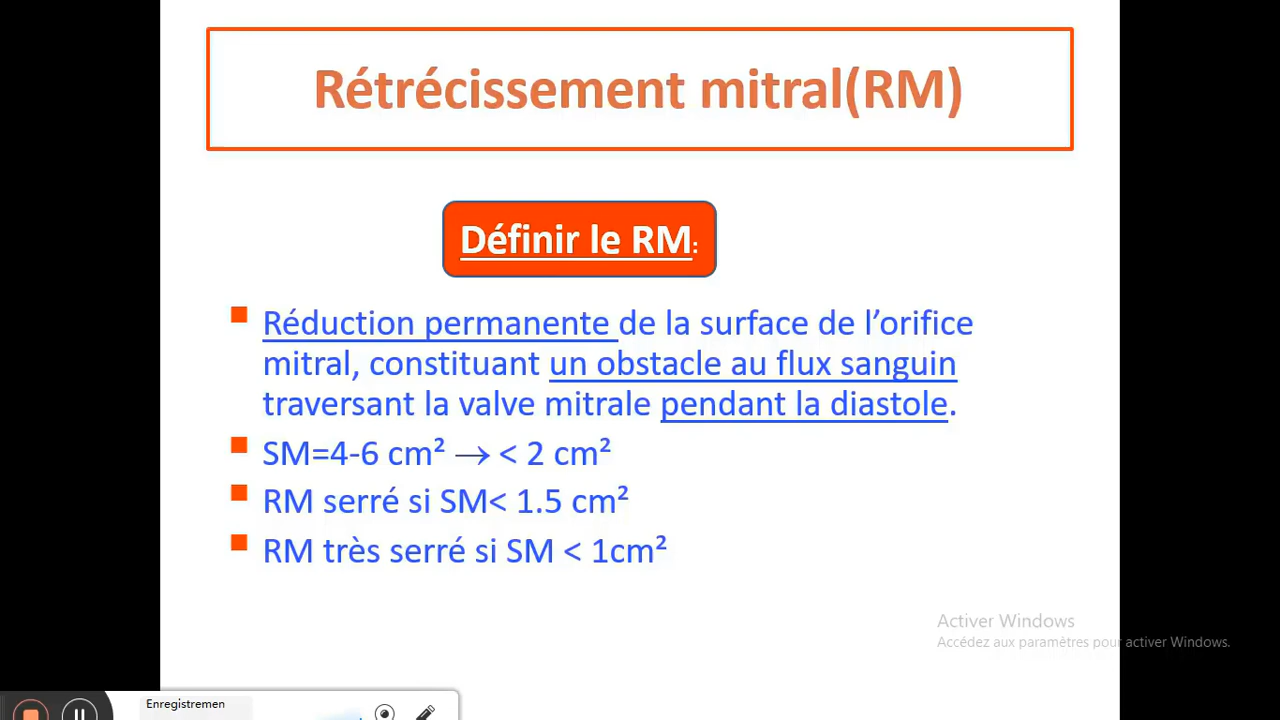 Rétrécissement mitral(RM)
Définir le RM:
Réduction permanente de la surface de l’orifice
mitral, constituant un obstacle au flux sanguin
traversant la valve mitrale pendant la diastole.
SM=4-6 cm² → < 2 cm²
RM serré si SM< 1.5 cm²
RM très serré si SM < 1cm²
Activer Windows
Accédez aux paramètres pour activer Windows.
Enregistremen